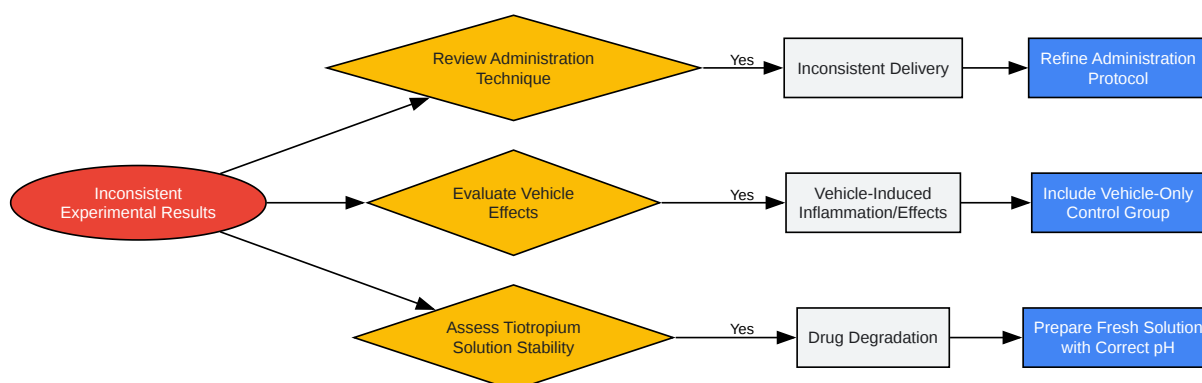 Review Administration
Technique
Yes
Inconsistent Delivery
Refine Administration
Protocol
Inconsistent
Experimental Results
Evaluate Vehicle
Effects
Yes
Vehicle-Induced
Inflammation/Effects
Include Vehicle-Only
Control Group
Assess Tiotropium
Solution Stability
Yes
Drug Degradation
Prepare Fresh Solution
with Correct pH